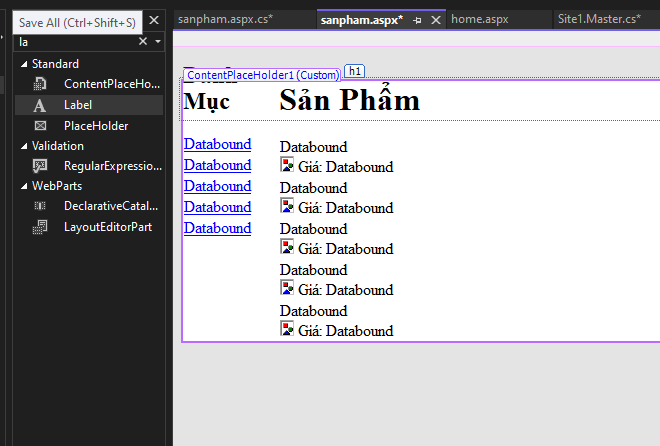 Save All (Ctrl+Shift+S)
la
Standard
ContentPlaceHo...
Label
PlaceHolder
Validation
RegularExpressio...
WebParts
DeclarativeCatal...
LayoutEditorPart
sanpham.aspx.cs*
sanpham.aspx*
home.aspx
Site1.Master.cs*
ContentPlaceHolder1 (Custom)
h1
Mục
Sản Phẩm
Databound
Databound
Databound
Databound
Databound
Databound
Giá: Databound
Databound
Giá: Databound
Databound
Giá: Databound
Databound
Giá: Databound
Databound
Giá: Databound